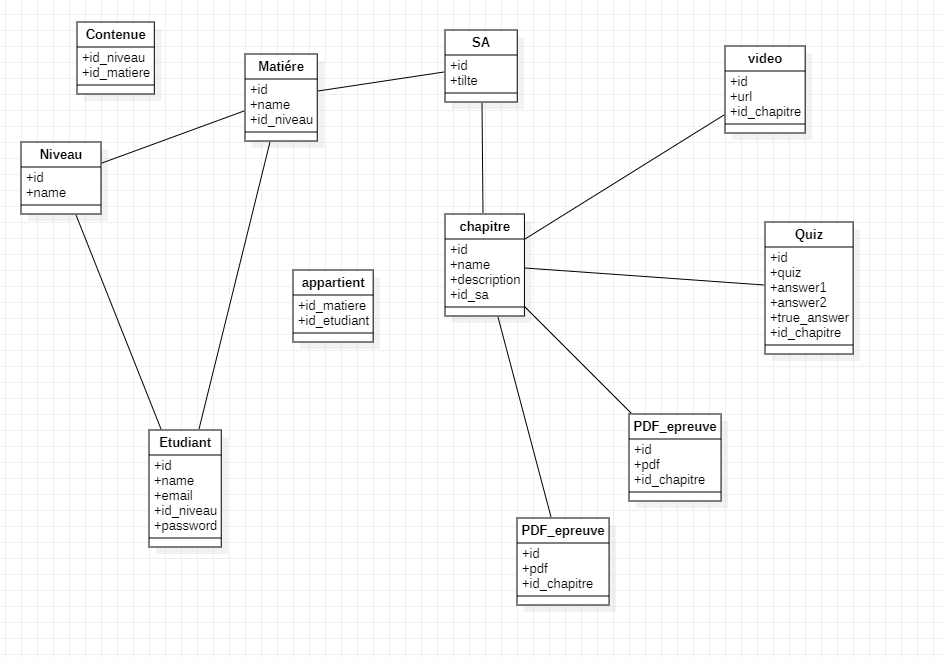 Contenue
+id_niveau
+id_matiere
Matiére
+id
+name
+id_niveau
SA
+id
+tilte
video
+id
+url
+id_chapitre
Niveau
+id
+name
chapitre
+id
+name
+description
+id_sa
Quiz
+id
+quiz
+answer1
+answer2
+true_answer
+id_chapitre
appartient
+id_matiere
+id_etudiant
Etudiant
+id
+name
+email
+id_niveau
+password
PDF_epreuve
+id
+pdf
+id_chapitre
PDF_epreuve
+id
+pdf
+id_chapitre